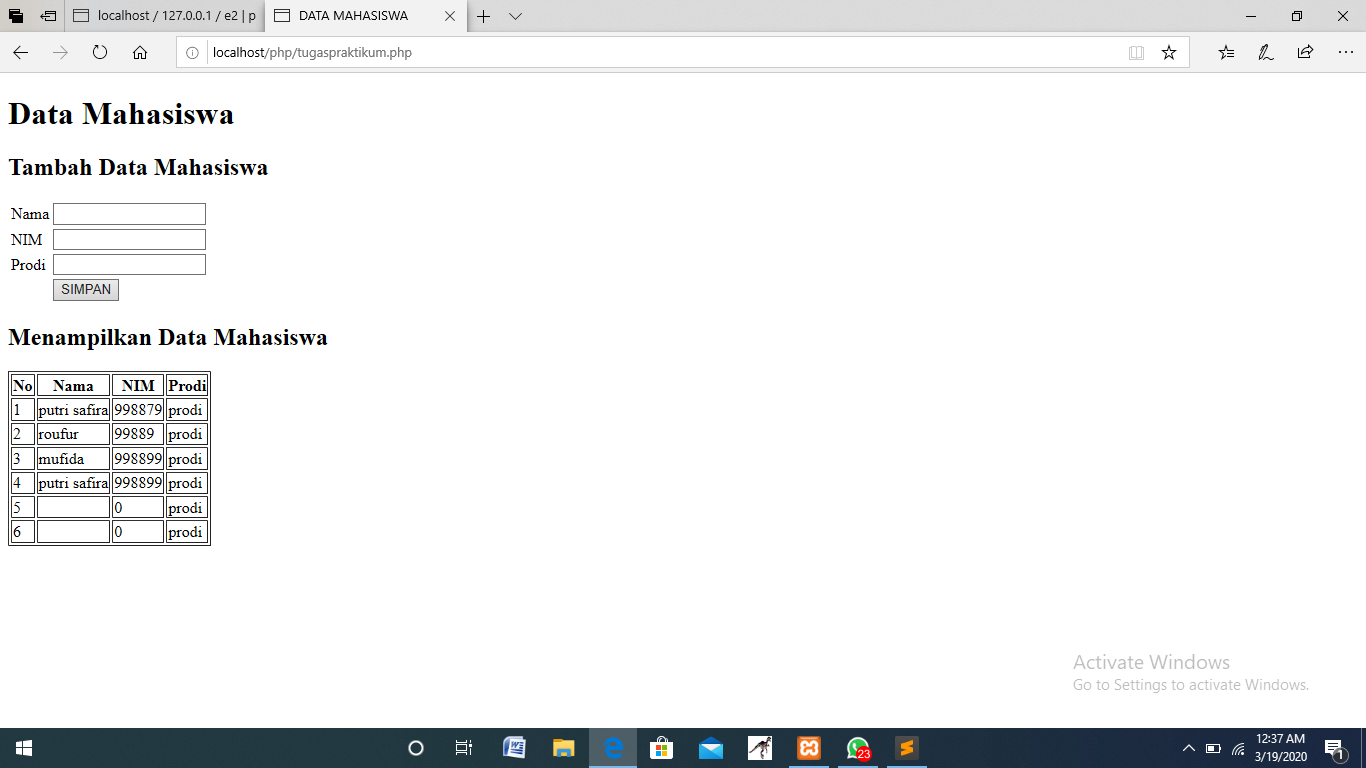 localhost / 127.0.0.1 / e2 | p
DATA MAHASISWA
localhost/php/tugaspraktikum.php
Data Mahasiswa
Tambah Data Mahasiswa
Nama
NIM
Prodi
SIMPAN
Menampilkan Data Mahasiswa
No Nama NIM Prodi
1 putri safira 998879 prodi
2 roufur 99889 prodi
3 mufida 998899 prodi
4 putri safira 998899 prodi
5 0 prodi
6 0 prodi
Activate Windows
Go to Settings to activate Windows.
23
12:37 AM
3/19/2020
1